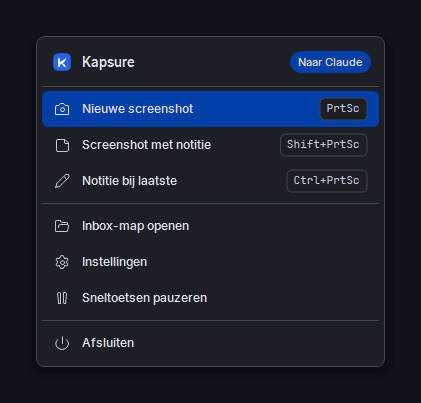 Kapsure
Naar Claude
Nieuwe screenshot
PrtSc
Screenshot met notitie
Shift+PrtSc
Notitie bij laatste
Ctrl+PrtSc
Inbox-map openen
Instellingen
Sneltoetsen pauzeren
Afsluiten